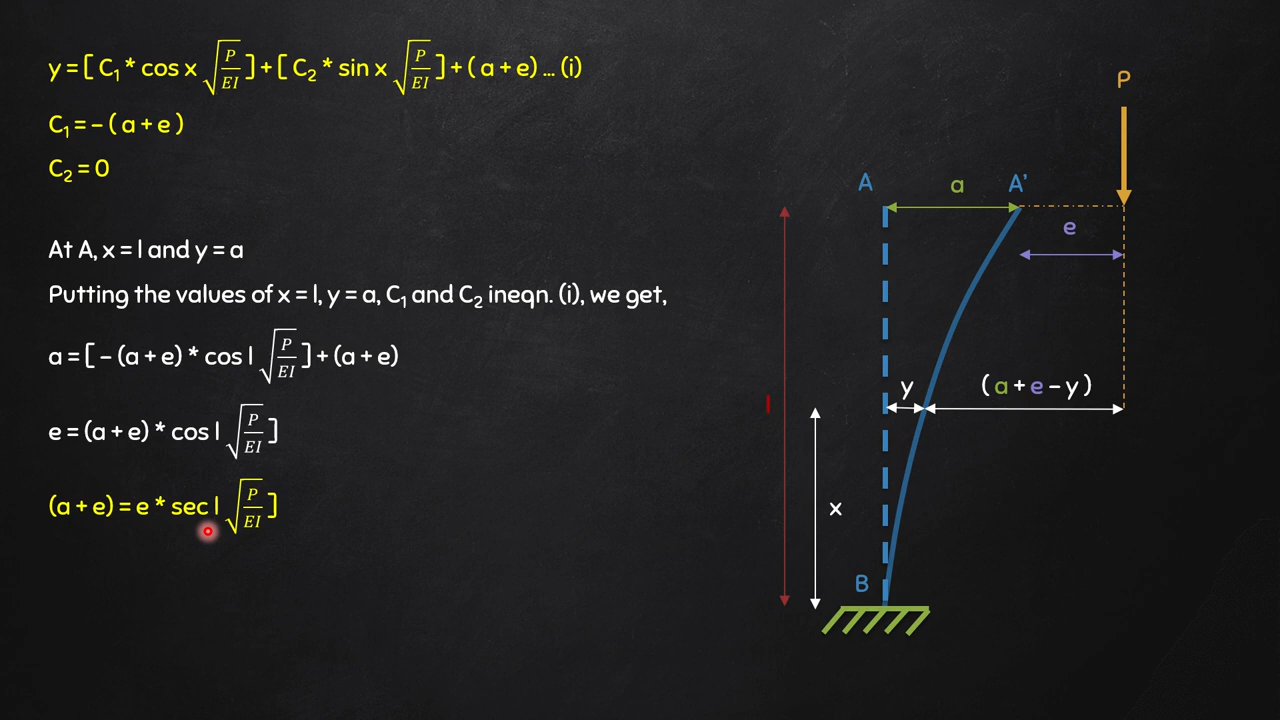 y = [ C₁ * cos x √(P/EI) ] + [ C₂ * sin x √(P/EI) ] + ( a + e) ... (i)
C₁ = – ( a + e )
C₂ = 0
At A, x = l and y = a
Putting the values of x = l, y = a, C₁ and C₂ ineqn. (i), we get,
a = [ – (a + e) * cos l √(P/EI) ] + (a + e)
e = (a + e) * cos l √(P/EI) ]
(a + e) = e * sec l √(P/EI) ]
P
A
a
A'
e
l
y
( a + e – y )
x
B